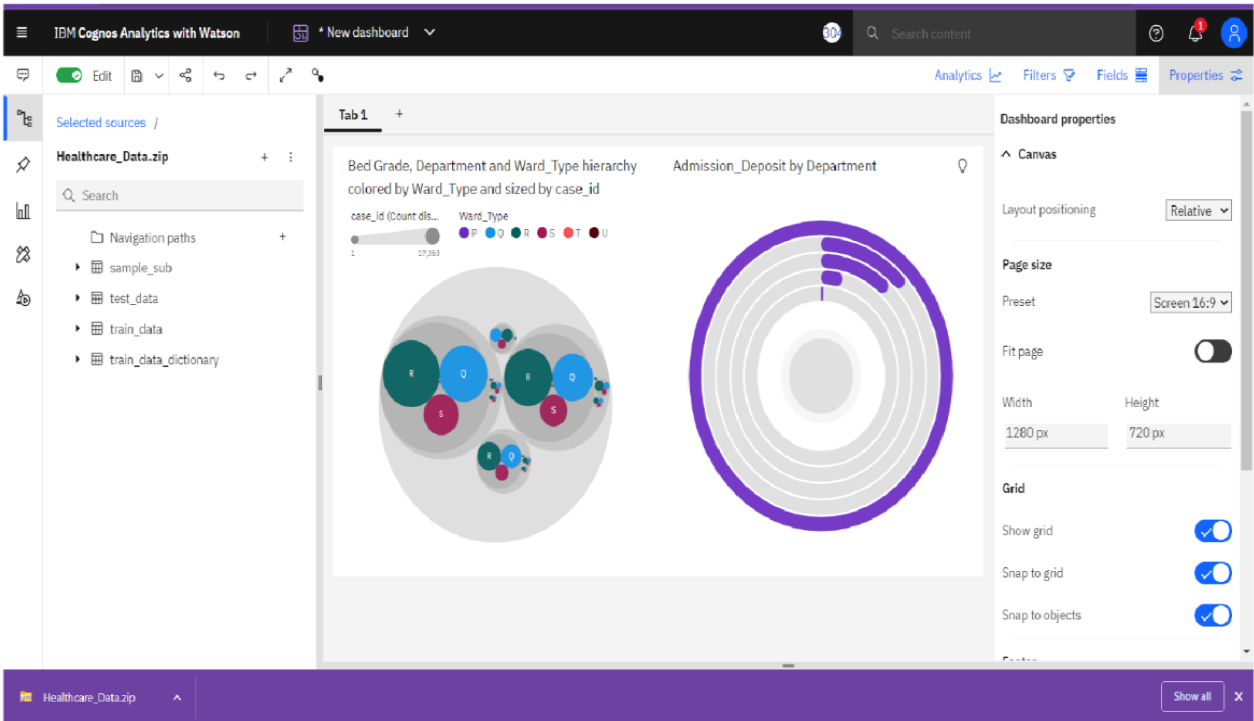 IBM Cognos Analytics with Watson
* New dashboard
304
Search content
1
Edit
Analytics
Filters
Fields
Properties
Selected sources /
Healthcare_Data.zip
Search
Navigation paths
sample_sub
test_data
train_data
train_data_dictionary
Tab 1
Bed Grade, Department and Ward_Type hierarchy
colored by Ward_Type and sized by case_id
case_id (Count dis...
1
17,353
Ward_Type
P Q R S T U
R Q S
R Q S
R Q
Admission_Deposit by Department
Dashboard properties
Canvas
Layout positioning
Relative
Page size
Preset
Screen 16:9
Fit page
Width
Height
1280 px
720 px
Grid
Show grid
Snap to grid
Snap to objects
Healthcare_Data.zip
Show all
X